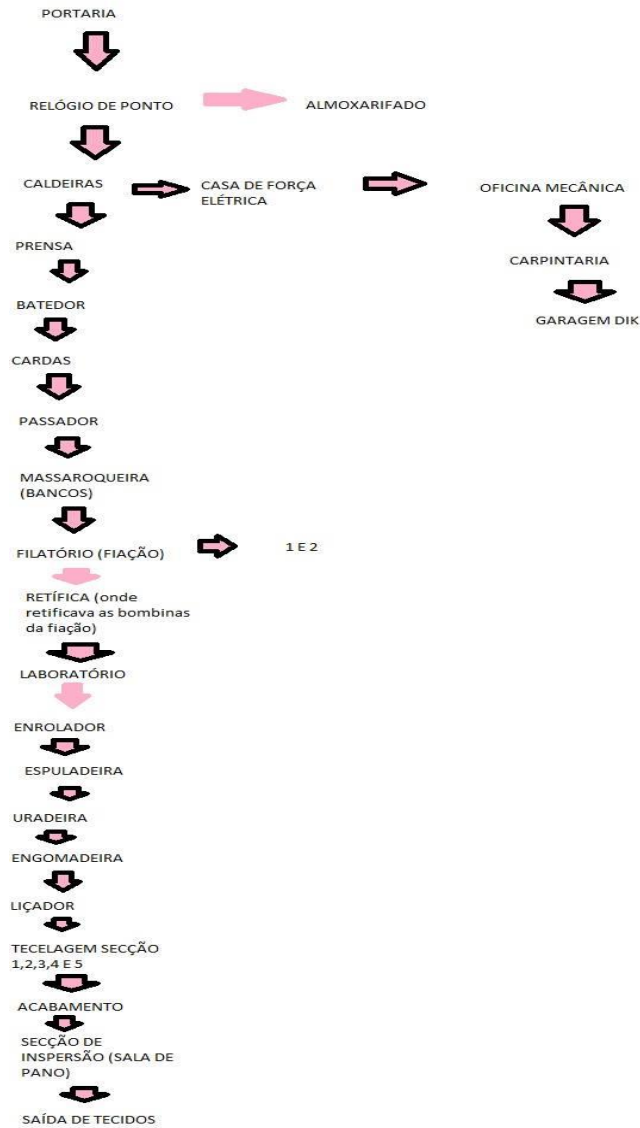 PORTARIA
RELÓGIO DE PONTO
ALMOXARIFADO
CALDEIRAS
CASA DE FORÇA
ELÉTRICA
OFICINA MECÂNICA
PRENSA
CARPINTARIA
BATEDOR
GARAGEM DIK
CARDAS
PASSADOR
MASSAROQUEIRA
(BANCOS)
FILATÓRIO (FIAÇÃO)
1 E 2
RETÍFICA (onde
retificava as bombinas
da fiação)
LABORATÓRIO
ENROLADOR
ESPULADEIRA
URADEIRA
ENGOMADEIRA
LIÇADOR
TECELAGEM SECÇÃO
1,2,3,4 E 5
ACABAMENTO
SECÇÃO DE
INSPERSÃO (SALA DE
PANO)
SAÍDA DE TECIDOS